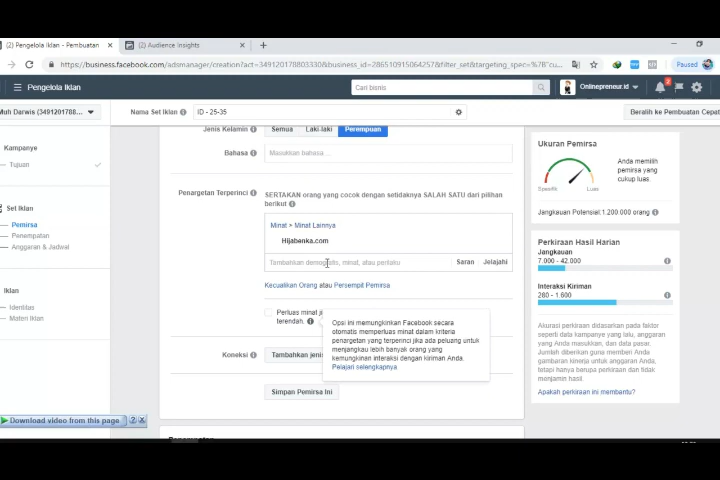 (2) Pengelola Iklan - Pembuatan
(2) Audience Insights
https://business.facebook.com/adsmanager/creation?act=349120178803330&business_id=286510915064257&filter_set&targeting_spec=%7B"cu...
Paused
Pengelola Iklan
Cari bisnis
Onlinepreneur.id
Muh Darwis (3491201788...
Nama Set Iklan
ID - 25-35
Beralih ke Pembuatan Cepat
Kampanye
Tujuan
Set Iklan
Pemirsa
Penempatan
Anggaran & Jadwal
Iklan
Identitas
Materi Iklan
Jenis Kelamin
Semua
Laki-laki
Perempuan
Bahasa
Masukkan bahasa ...
Penargetan Terperinci
SERTAKAN orang yang cocok dengan setidaknya SALAH SATU dari pilihan
berikut
Minat > Minat Lainnya
Hijabenka.com
Tambahkan demografis, minat, atau perilaku
Saran
Jelajahi
Kecualikan Orang atau Persempit Pemirsa
Perluas minat
terendah.
Opsi ini memungkinkan Facebook secara
otomatis memperluas minat dalam kriteria
penargetan yang terperinci jika ada peluang untuk
menjangkau lebih banyak orang yang
kemungkinan interaksi dengan kiriman Anda.
Pelajari selengkapnya
Koneksi
Tambahkan jenis
Simpan Pemirsa Ini
Ukuran Pemirsa
Spesifik
Luas
Anda memilih
pemirsa yang
cukup luas.
Jangkauan Potensial:1.200.000 orang
Perkiraan Hasil Harian
Jangkauan
7.000 - 42.000
Interaksi Kiriman
260 - 1.600
Akurasi perkiraan didasarkan pada faktor
seperti data kampanye yang lalu, anggaran
yang Anda masukkan, dan data pasar.
Jumlah diberikan guna memberi Anda
gambaran kinerja untuk anggaran Anda,
tetapi hanya berupa perkiraan dan tidak
menjamin hasil
Apakah perkiraan ini membantu?
Download video from this page